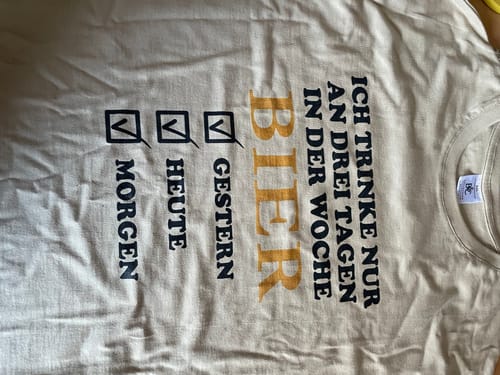 ICH TRINKE NUR
AN DREI TAGEN
IN DER WOCHE
BIER
GESTERN
HEUTE
MORGEN